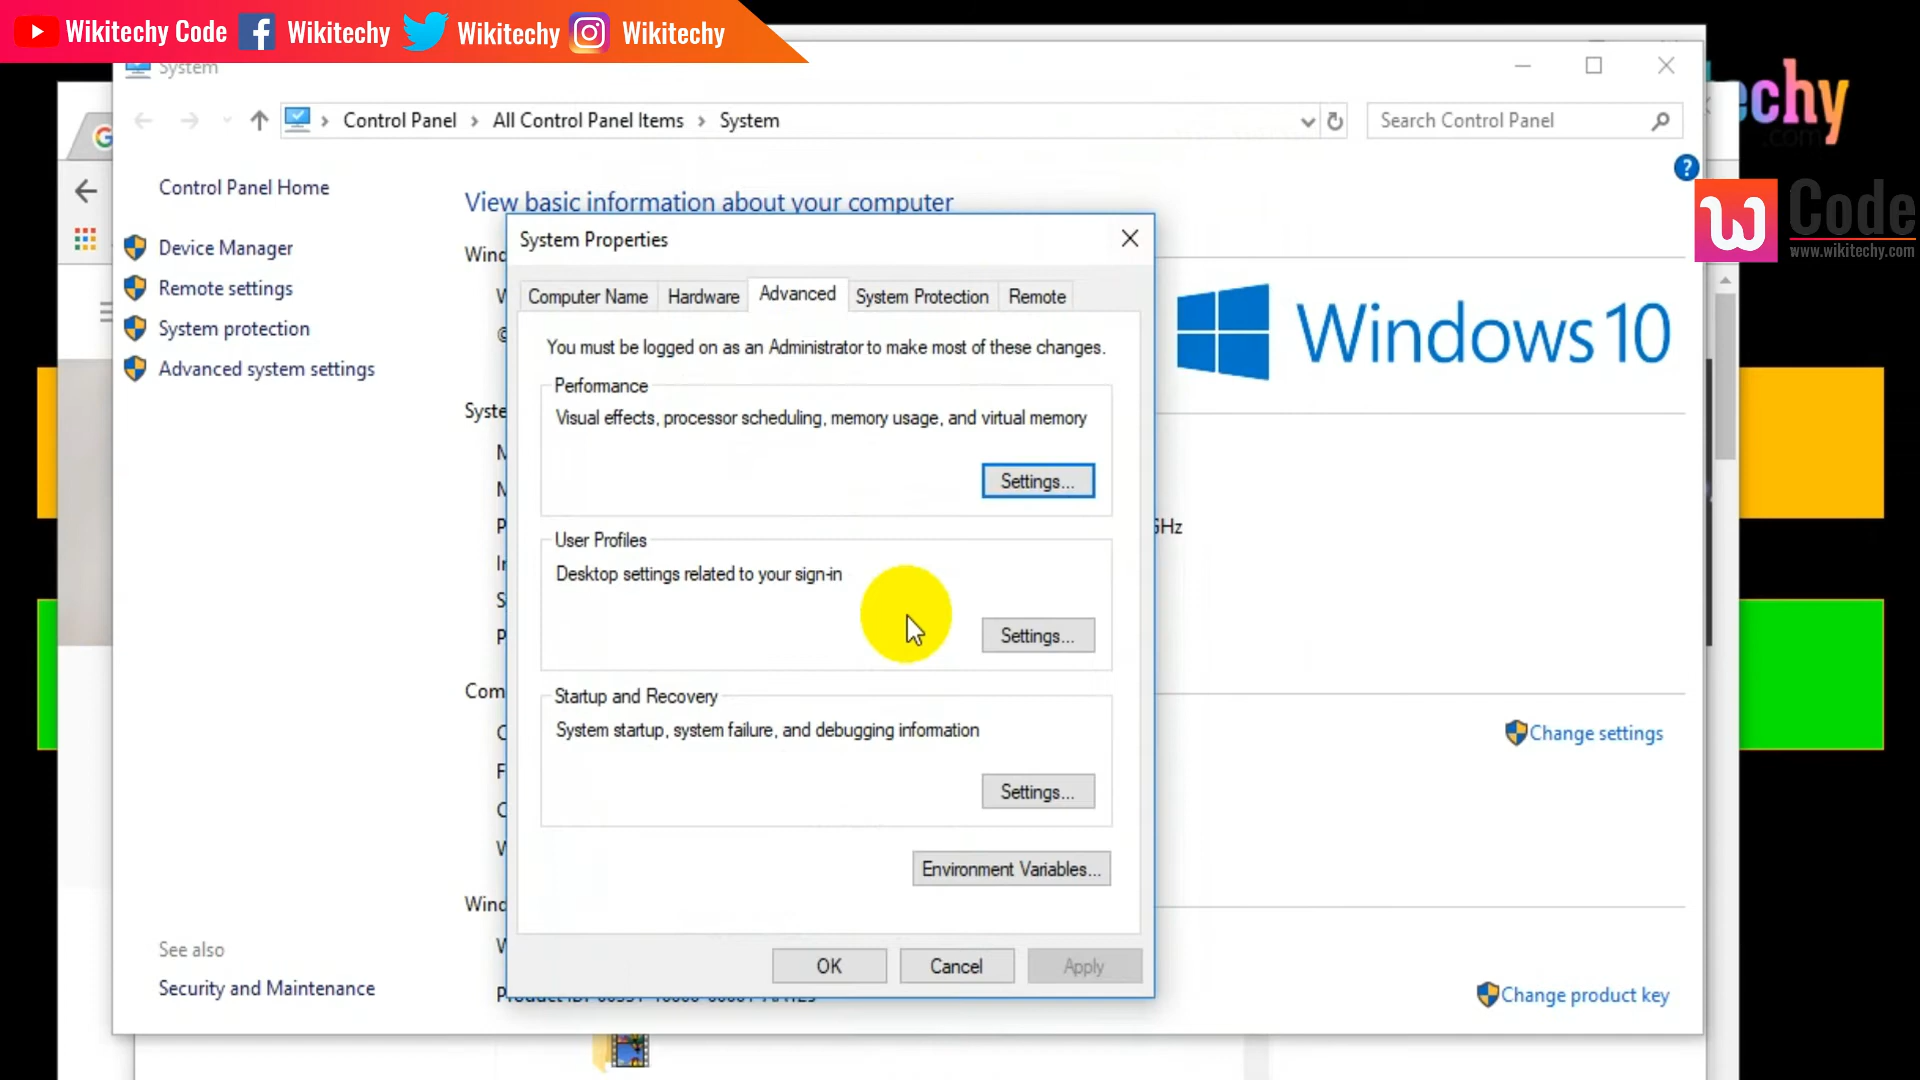 Wikitechy Code Wikitechy Wikitechy Wikitechy
System
echy
.com
Control Panel All Control Panel Items System
Search Control Panel
Control Panel Home
Code
www.wikitechy.com
View basic information about your computer
Device Manager
Remote settings
System protection
Advanced system settings
System Properties
Computer Name Hardware Advanced System Protection Remote
You must be logged on as an Administrator to make most of these changes.
Performance
Visual effects, processor scheduling, memory usage, and virtual memory
Settings...
User Profiles
Desktop settings related to your sign-in
Settings...
Startup and Recovery
System startup, system failure, and debugging information
Settings...
Environment Variables...
OK Cancel Apply
Windows 10
GHz
Change settings
Change product key
See also
Security and Maintenance